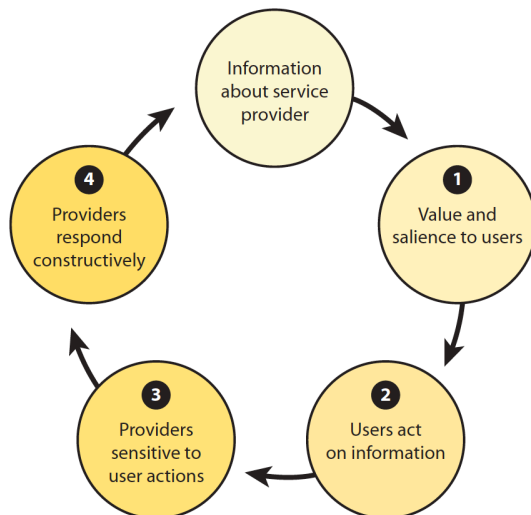 Information
about service
provider
1
Value and
salience to users
2
Users act
on information
3
Providers
sensitive to
user actions
4
Providers
respond
constructively